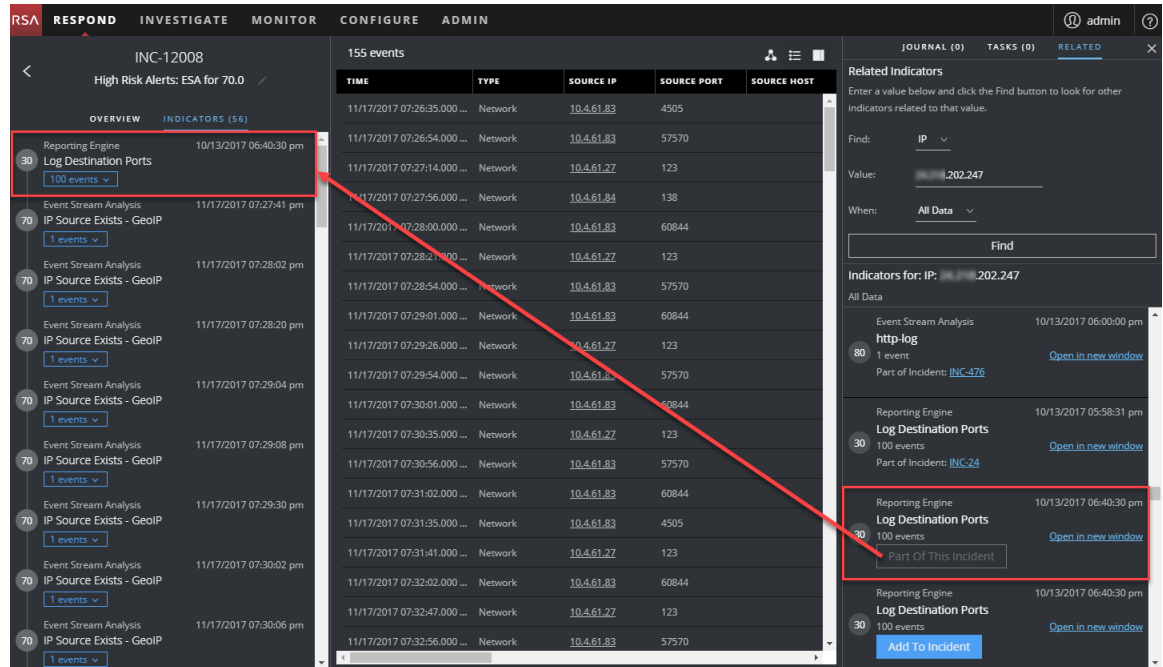 RSA RESPOND INVESTIGATE MONITOR CONFIGURE ADMIN admin ?
INC-12008
High Risk Alerts: ESA for 70.0
OVERVIEW INDICATORS (56)
Reporting Engine 10/13/2017 06:40:30 pm
30 Log Destination Ports
100 events
Event Stream Analysis 11/17/2017 07:27:41 pm
70 IP Source Exists - GeoIP
1 events
Event Stream Analysis 11/17/2017 07:28:02 pm
70 IP Source Exists - GeoIP
1 events
Event Stream Analysis 11/17/2017 07:28:20 pm
70 IP Source Exists - GeoIP
1 events
Event Stream Analysis 11/17/2017 07:29:04 pm
70 IP Source Exists - GeoIP
1 events
Event Stream Analysis 11/17/2017 07:29:08 pm
70 IP Source Exists - GeoIP
1 events
Event Stream Analysis 11/17/2017 07:29:30 pm
70 IP Source Exists - GeoIP
1 events
Event Stream Analysis 11/17/2017 07:30:02 pm
70 IP Source Exists - GeoIP
1 events
Event Stream Analysis 11/17/2017 07:30:06 pm
70 IP Source Exists - GeoIP
1 events
155 events
TIME TYPE SOURCE IP SOURCE PORT SOURCE HOST
11/17/2017 07:26:35.000 ... Network 10.4.61.83 4505
11/17/2017 07:26:54.000 ... Network 10.4.61.83 57570
11/17/2017 07:27:14.000 ... Network 10.4.61.27 123
11/17/2017 07:27:56.000 ... Network 10.4.61.84 138
11/17/2017 07:28:00.000 ... Network 10.4.61.83 60844
11/17/2017 07:28:21.000 ... Network 10.4.61.27 123
11/17/2017 07:28:54.000 ... Network 10.4.61.83 57570
11/17/2017 07:29:01.000 ... Network 10.4.61.83 60844
11/17/2017 07:29:26.000 ... Network 10.4.61.27 123
11/17/2017 07:29:54.000 ... Network 10.4.61.83 57570
11/17/2017 07:30:01.000 ... Network 10.4.61.83 60844
11/17/2017 07:30:35.000 ... Network 10.4.61.27 123
11/17/2017 07:30:56.000 ... Network 10.4.61.83 57570
11/17/2017 07:31:02.000 ... Network 10.4.61.83 60844
11/17/2017 07:31:35.000 ... Network 10.4.61.83 4505
11/17/2017 07:31:41.000 ... Network 10.4.61.27 123
11/17/2017 07:32:02.000 ... Network 10.4.61.83 60844
11/17/2017 07:32:47.000 ... Network 10.4.61.27 123
11/17/2017 07:32:56.000 ... Network 10.4.61.83 57570
JOURNAL (0) TASKS (0) RELATED
Related Indicators
Enter a value below and click the Find button to look for other
indicators related to that value.
Find: IP
Value: .202.247
When: All Data
Find
Indicators for: IP: .202.247
All Data
Event Stream Analysis 10/13/2017 06:00:00 pm
http-log
80 1 event Open in new window
Part of Incident: INC-476
Reporting Engine 10/13/2017 05:58:31 pm
Log Destination Ports
30 100 events Open in new window
Part of Incident: INC-24
Reporting Engine 10/13/2017 06:40:30 pm
Log Destination Ports
30 100 events Open in new window
Part Of This Incident
Reporting Engine 10/13/2017 06:40:30 pm
Log Destination Ports
30 100 events Open in new window
Add To Incident